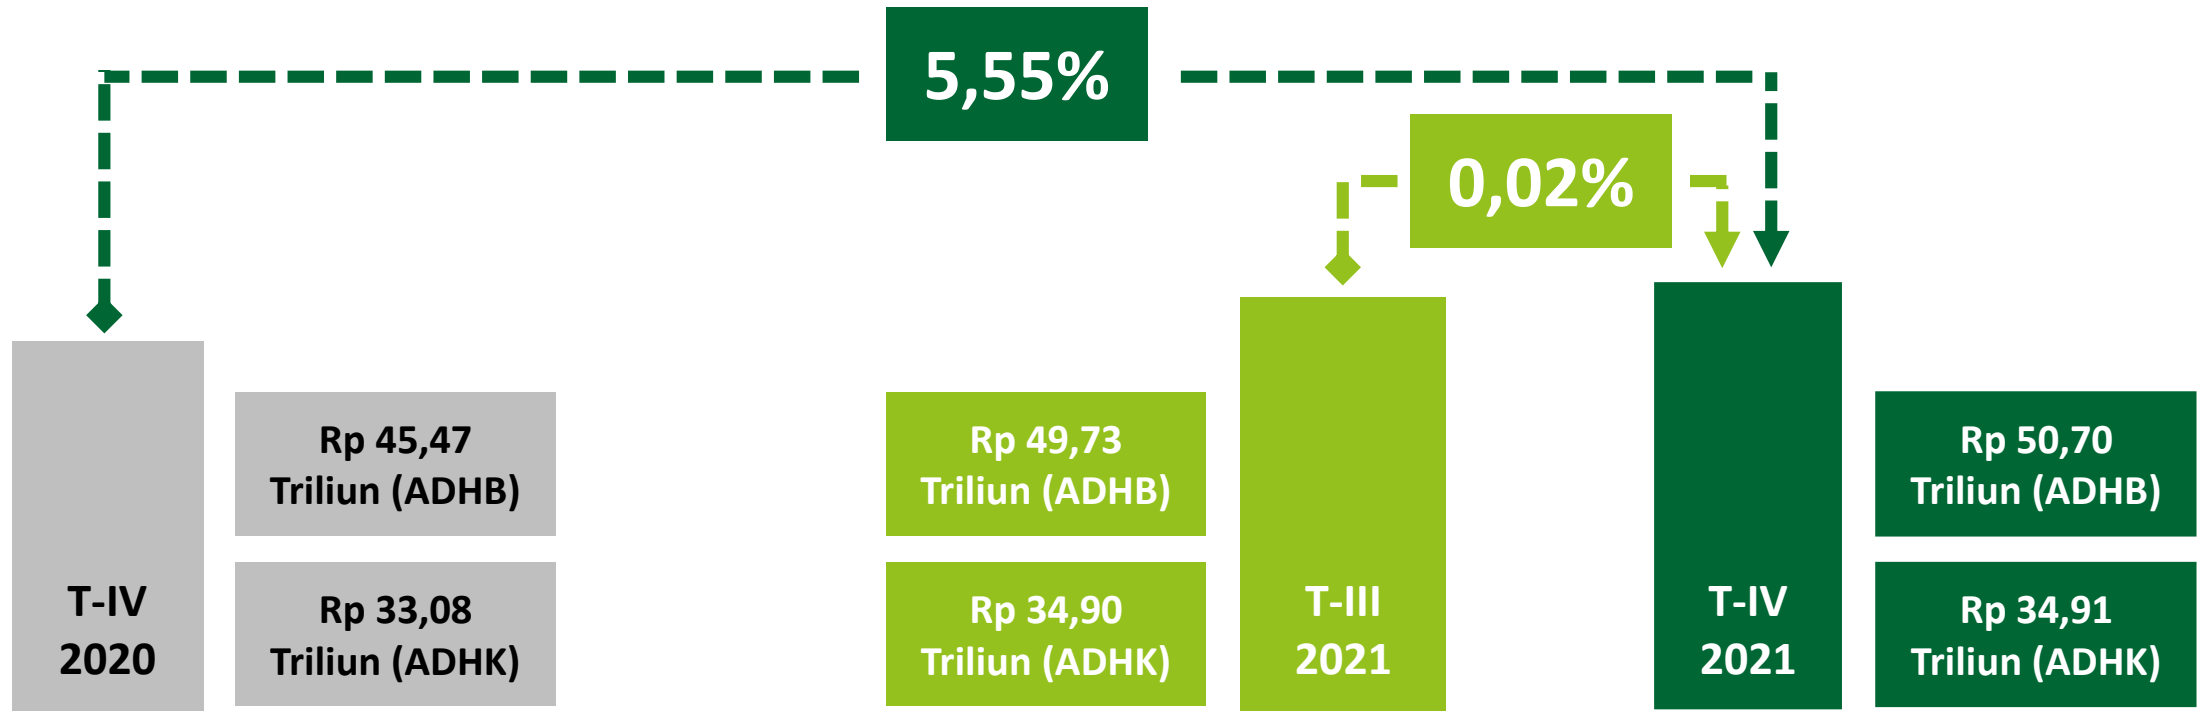 5,55%
0,02%
T-IV
2020
Rp 45,47
Triliun (ADHB)
Rp 33,08
Triliun (ADHK)
Rp 49,73
Triliun (ADHB)
Rp 34,90
Triliun (ADHK)
T-III
2021
T-IV
2021
Rp 50,70
Triliun (ADHB)
Rp 34,91
Triliun (ADHK)